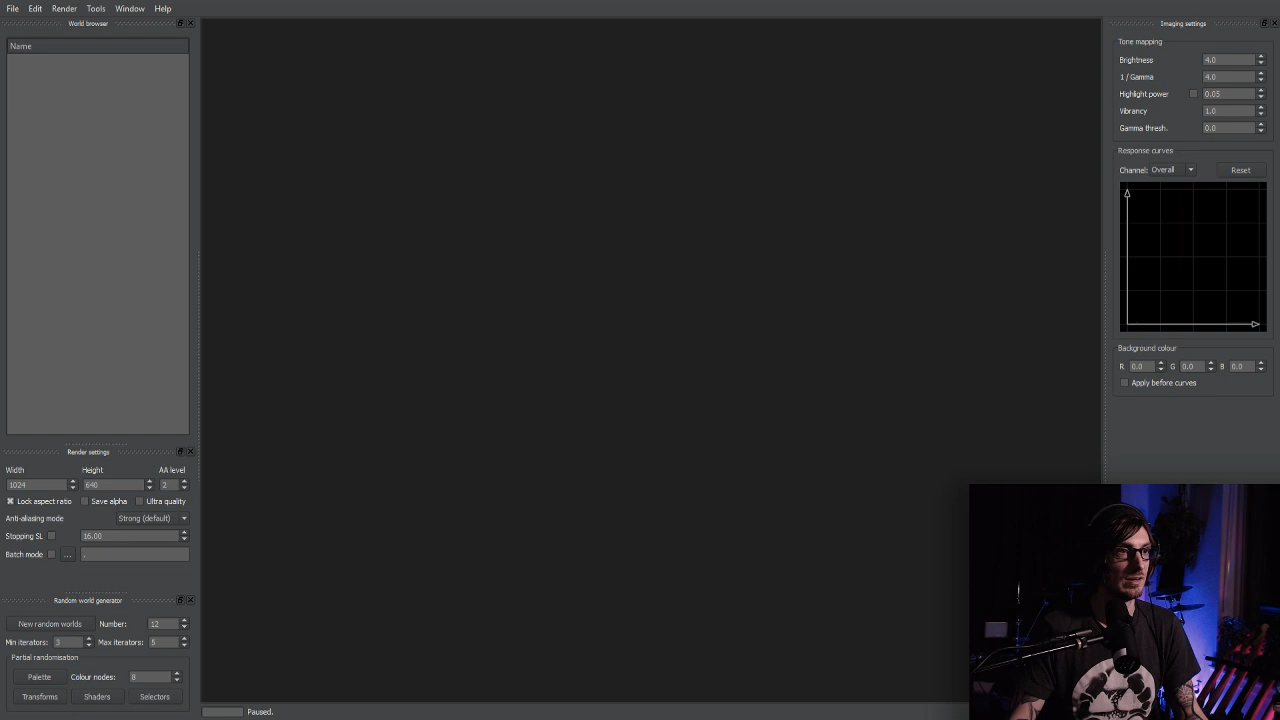 File Edit Render Tools Window Help
World browser
Name
Render settings
Width Height AA level
1024 640 2
Lock aspect ratio Save alpha Ultra quality
Anti-aliasing mode Strong (default)
Stopping SL 16.00
Batch mode ... .
Random world generator
New random worlds Number: 12
Min iterators: 3 Max iterators: 5
Partial randomisation
Palette Colour nodes: 8
Transforms Shaders Selectors
Paused.
Imaging settings
Tone mapping
Brightness 4.0
1 / Gamma 4.0
Highlight power 0.05
Vibrancy 1.0
Gamma thresh. 0.0
Response curves
Channel: Overall Reset
Background colour
R 0.0 G 0.0 B 0.0
Apply before curves